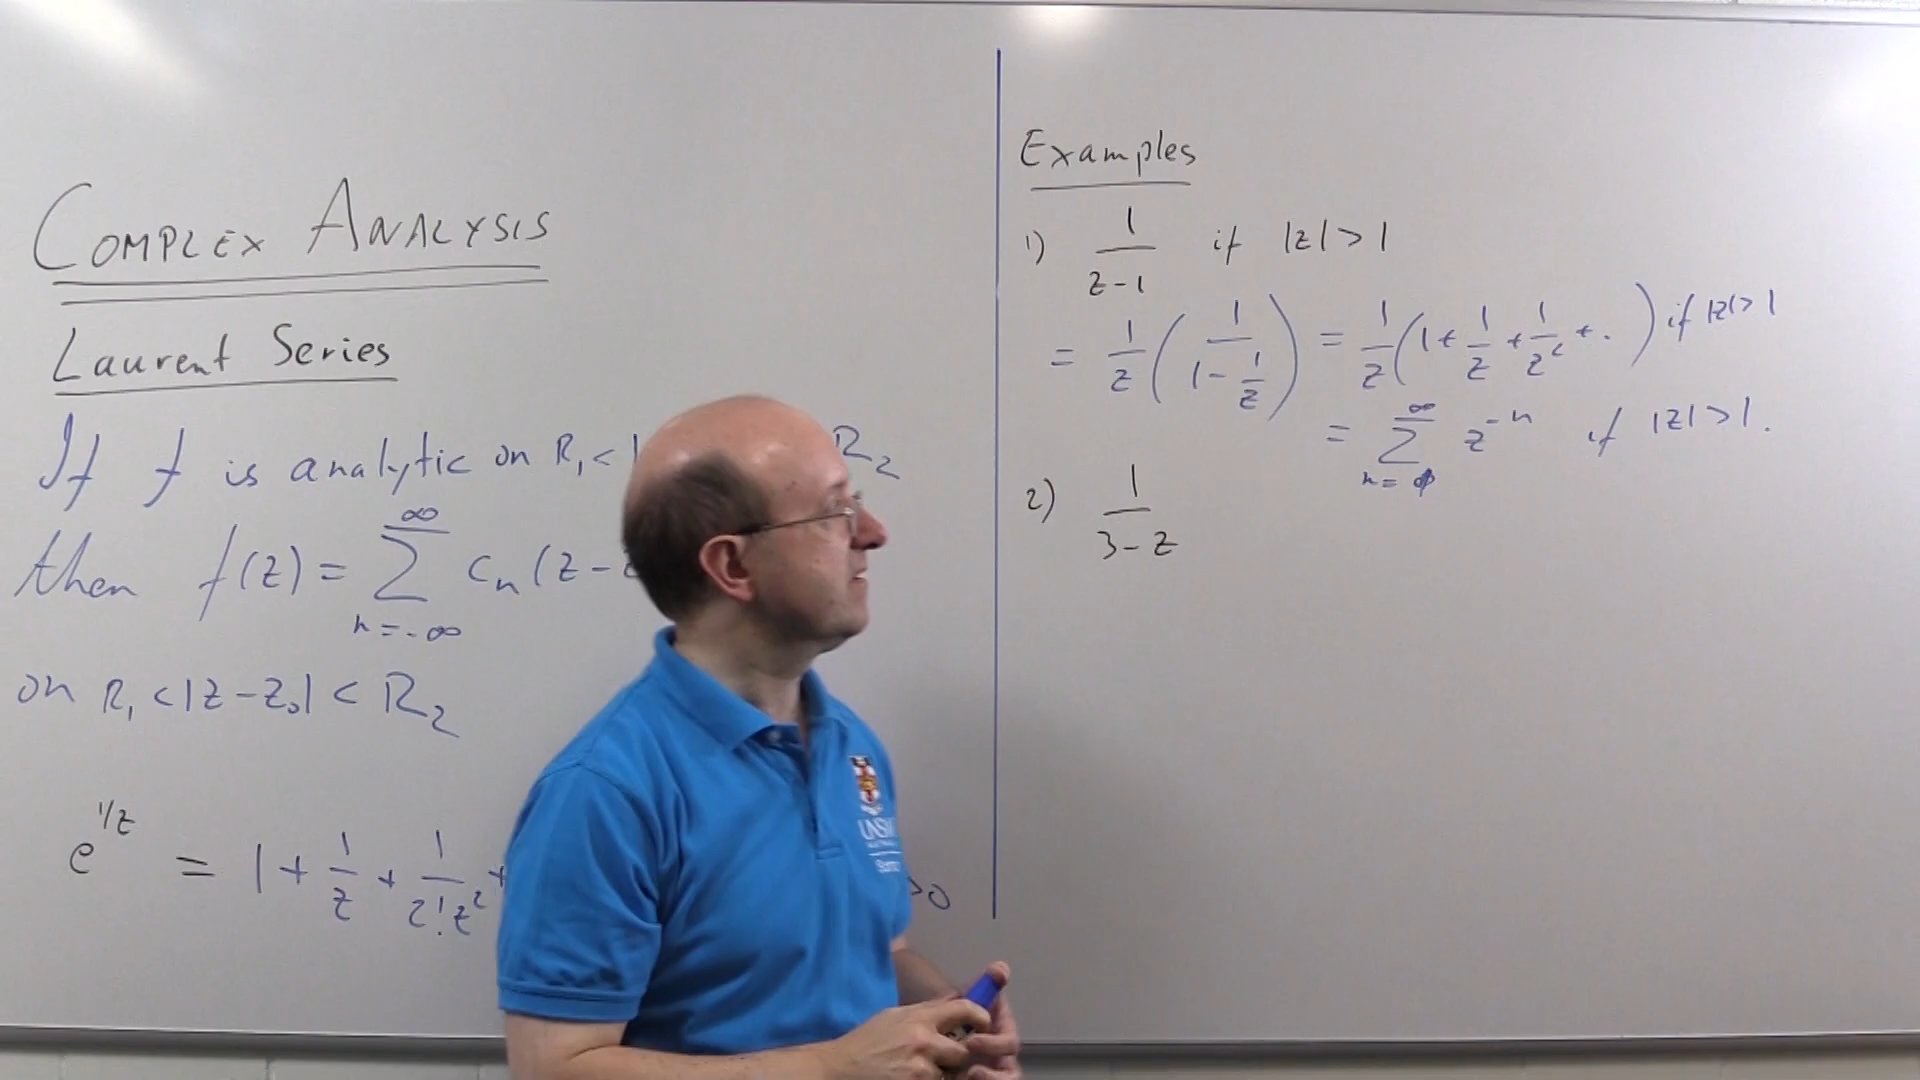 COMPLEX ANALYSIS
Laurent Series
If f is analytic on R₁ < | R₂
then f(z) = ∑_{n=-∞}^{∞} cₙ (z -
on R₁ < |z - z₀| < R₂
e^{1/z} = 1 + 1/z + 1/(2! z²) + >0
Examples
1) 1/(z-1) if |z| > 1
= 1/z ( 1/(1 - 1/z) ) = 1/z ( 1 + 1/z + 1/z² + . ) if |z| > 1
= ∑_{n=1}^{∞} z^{-n} if |z| > 1.
2) 1/(3-z)
UNSW